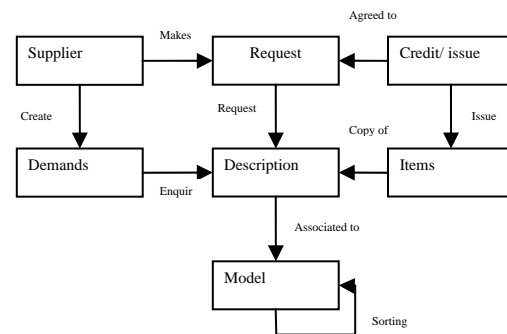 Makes
Agreed to
Supplier
Request
Credit/ issue
Create
Request
Copy of
Issue
Demands
Description
Items
Enquir
Associated to
Model
Sorting